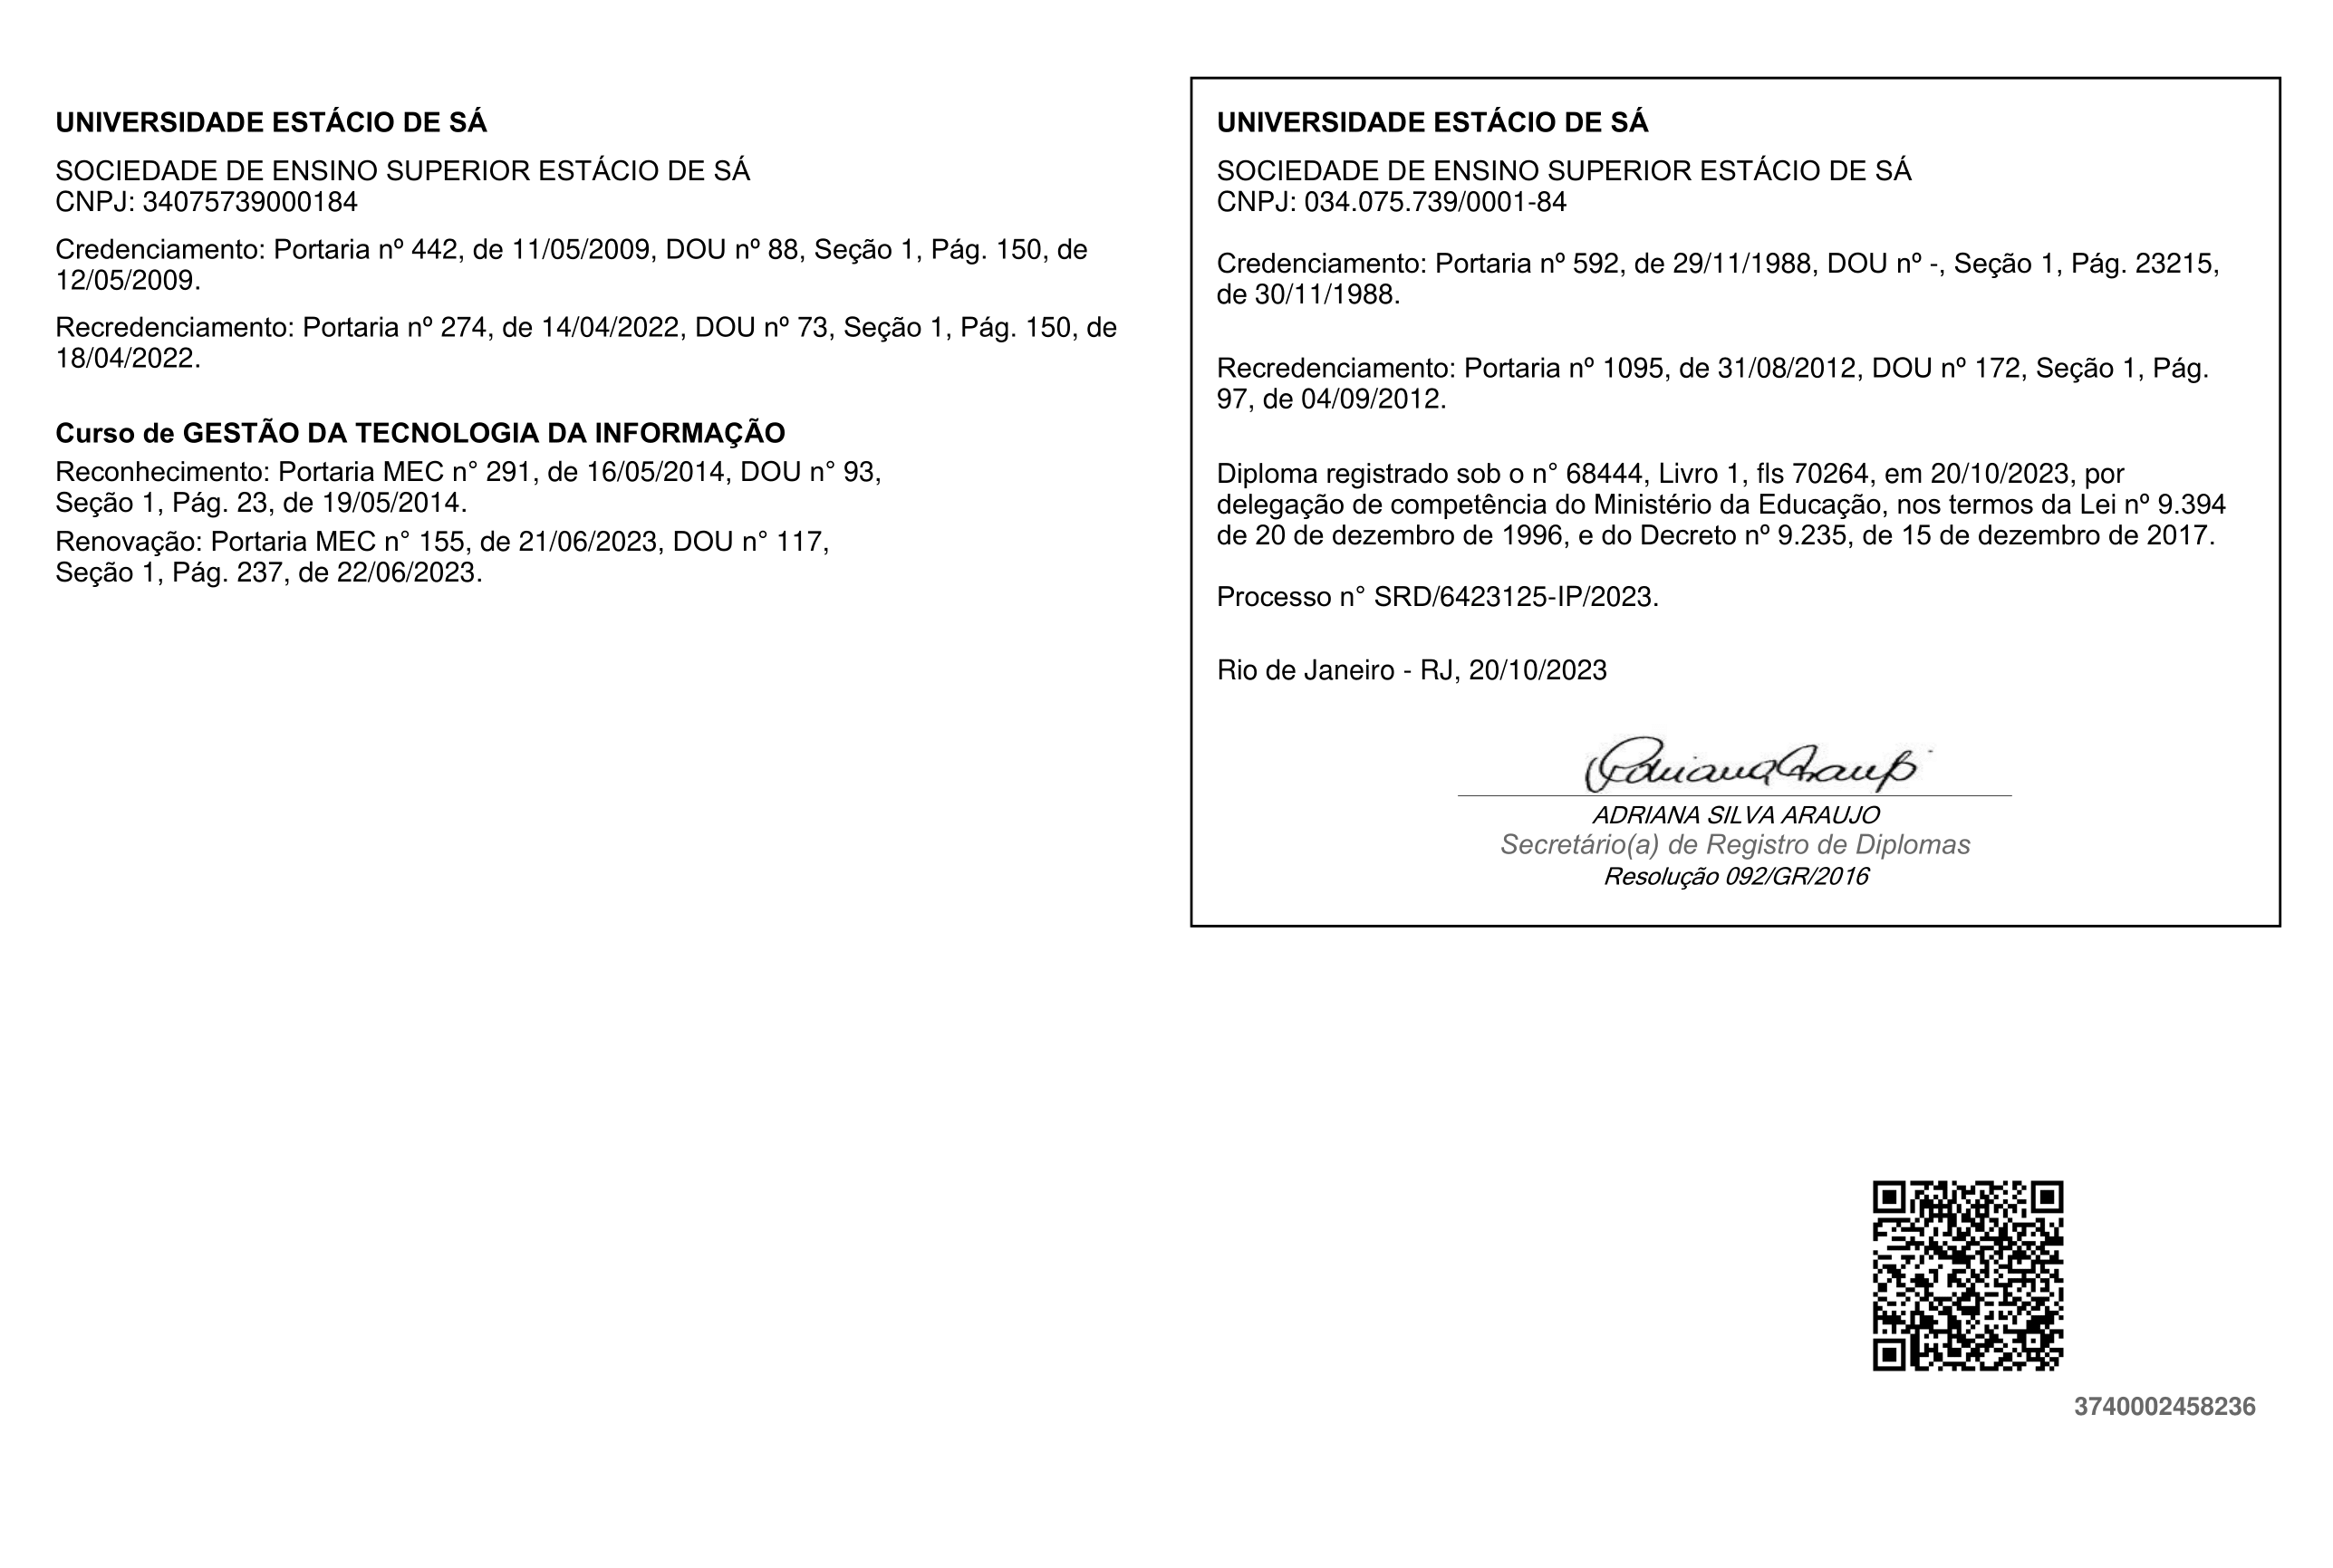 UNIVERSIDADE ESTÁCIO DE SÁ
SOCIEDADE DE ENSINO SUPERIOR ESTÁCIO DE SÁ
CNPJ: 34075739000184
Credenciamento: Portaria nº 442, de 11/05/2009, DOU nº 88, Seção 1, Pág. 150, de
12/05/2009.
Recredenciamento: Portaria nº 274, de 14/04/2022, DOU nº 73, Seção 1, Pág. 150, de
18/04/2022.
Curso de GESTÃO DA TECNOLOGIA DA INFORMAÇÃO
Reconhecimento: Portaria MEC n° 291, de 16/05/2014, DOU n° 93,
Seção 1, Pág. 23, de 19/05/2014.
Renovação: Portaria MEC n° 155, de 21/06/2023, DOU n° 117,
Seção 1, Pág. 237, de 22/06/2023.
UNIVERSIDADE ESTÁCIO DE SÁ
SOCIEDADE DE ENSINO SUPERIOR ESTÁCIO DE SÁ
CNPJ: 034.075.739/0001-84
Credenciamento: Portaria nº 592, de 29/11/1988, DOU nº -, Seção 1, Pág. 23215,
de 30/11/1988.
Recredenciamento: Portaria nº 1095, de 31/08/2012, DOU nº 172, Seção 1, Pág.
97, de 04/09/2012.
Diploma registrado sob o n° 68444, Livro 1, fls 70264, em 20/10/2023, por
delegação de competência do Ministério da Educação, nos termos da Lei nº 9.394
de 20 de dezembro de 1996, e do Decreto nº 9.235, de 15 de dezembro de 2017.
Processo n° SRD/6423125-IP/2023.
Rio de Janeiro - RJ, 20/10/2023
Adriana Araujo
ADRIANA SILVA ARAUJO
Secretário(a) de Registro de Diplomas
Resolução 092/GR/2016
3740002458236